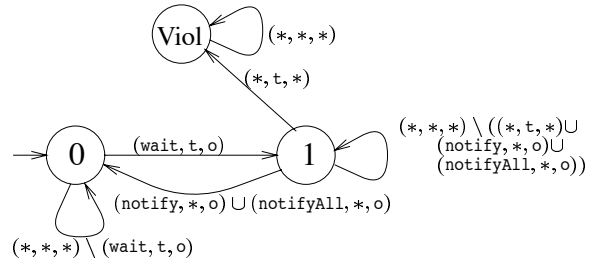 Viol
(∗, ∗, ∗)
(∗, t, ∗)
0
(wait, t, o)
1
(∗, ∗, ∗) \ ((∗, t, ∗)∪
(notify, ∗, o)∪
(notifyAll, ∗, o))
(notify, ∗, o) ∪ (notifyAll, ∗, o)
(∗, ∗, ∗) \ (wait, t, o)